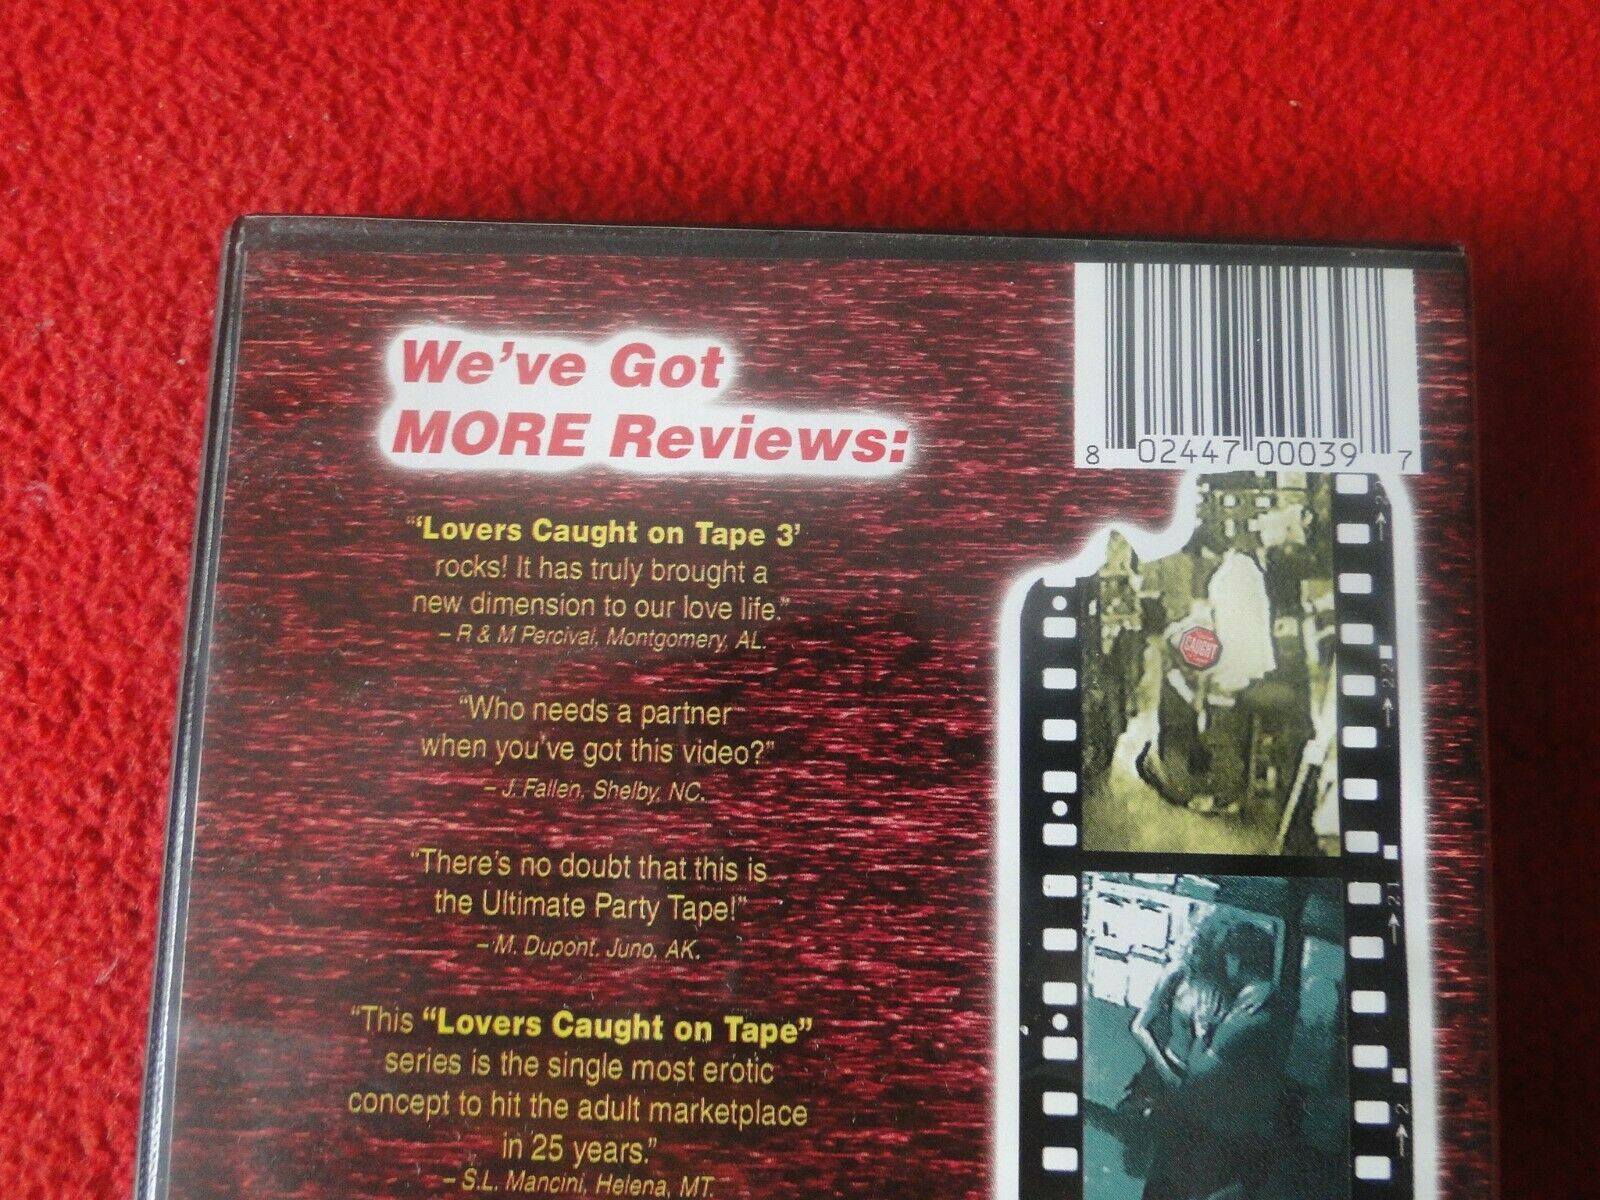 We've Got
MORE Reviews:
8 02447 00039 7
"'Lovers Caught on Tape 3'
rocks! It has truly brought a
new dimension to our love life."
– R & M Percival, Montgomery, AL.
"Who needs a partner
when you've got this video?"
– J. Fallen, Shelby, NC.
"There's no doubt that this is
the Ultimate Party Tape!"
– M. Dupont, Juno, AK.
"This "Lovers Caught on Tape"
series is the single most erotic
concept to hit the adult marketplace
in 25 years."
– S.L. Mancini, Helena, MT.
CAUGHT
22
21